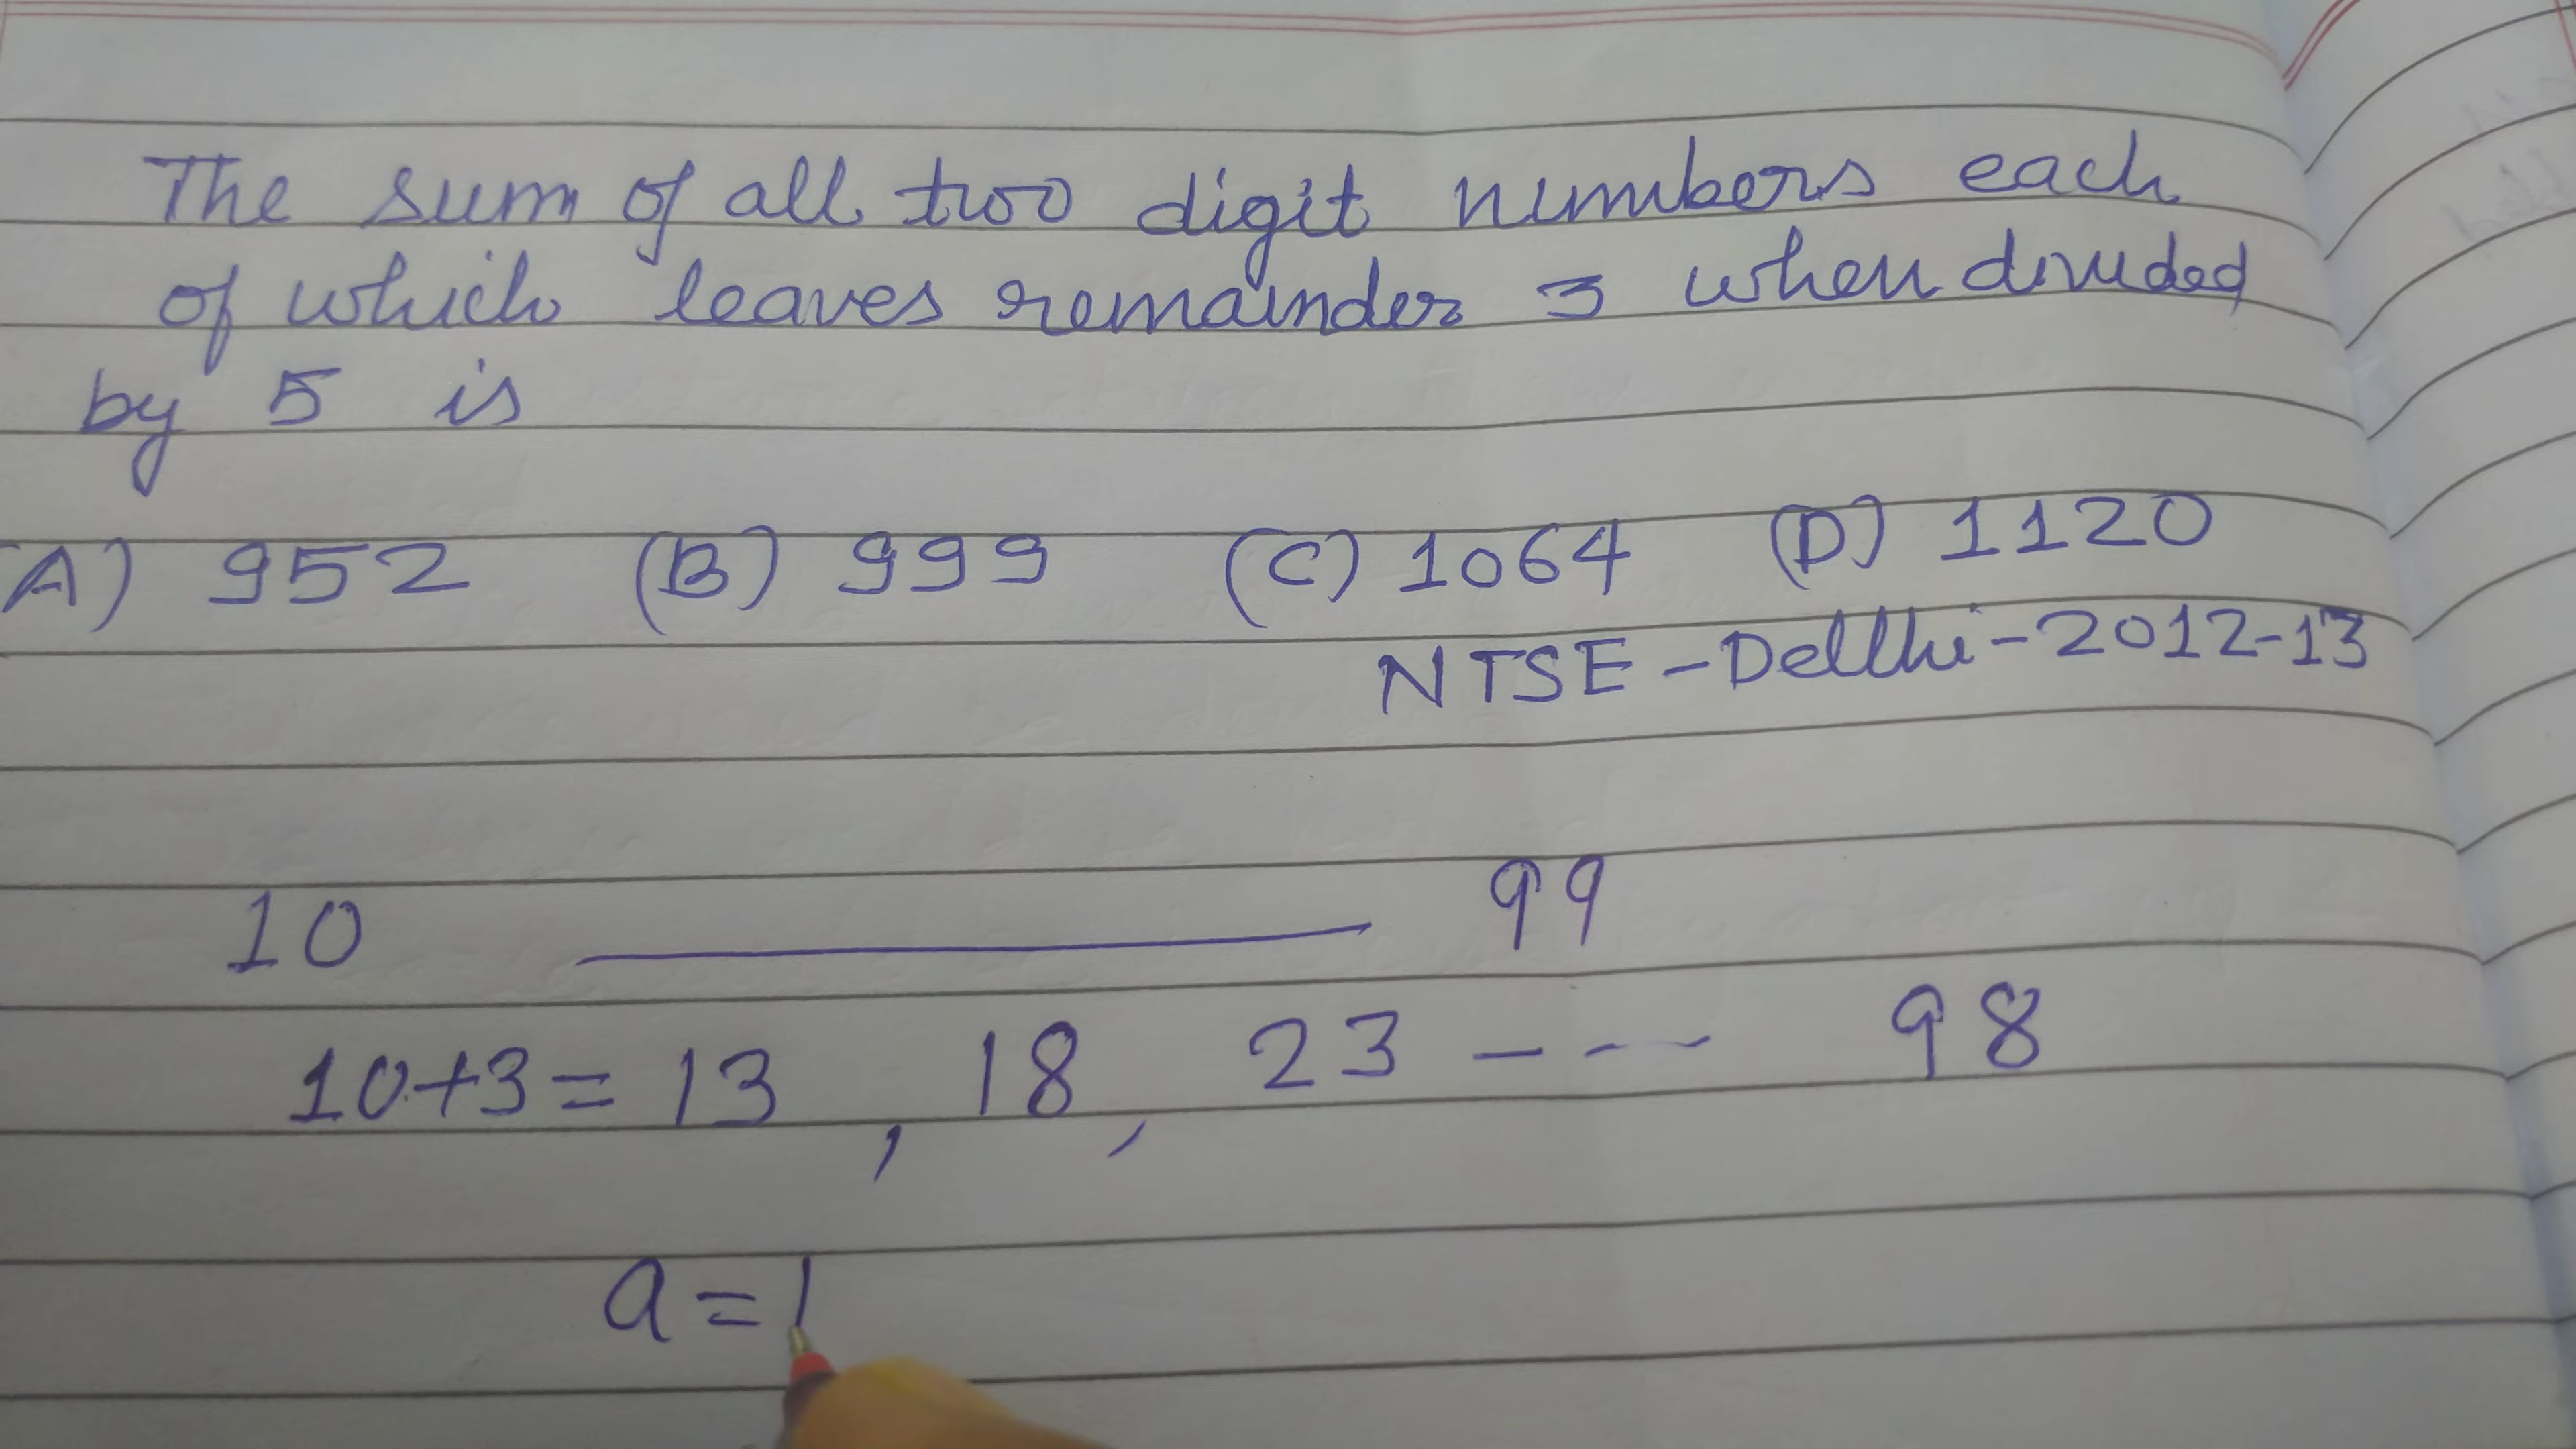 The sum of all two digit numbers each
of which leaves remainder 3 when divided
by 5 is
A) 952 (B) 999 (C) 1064 (D) 1120
NTSE-Dellhi-2012-13
10 —— 99
10+3=13, 18, 23 ---- 98
a=1